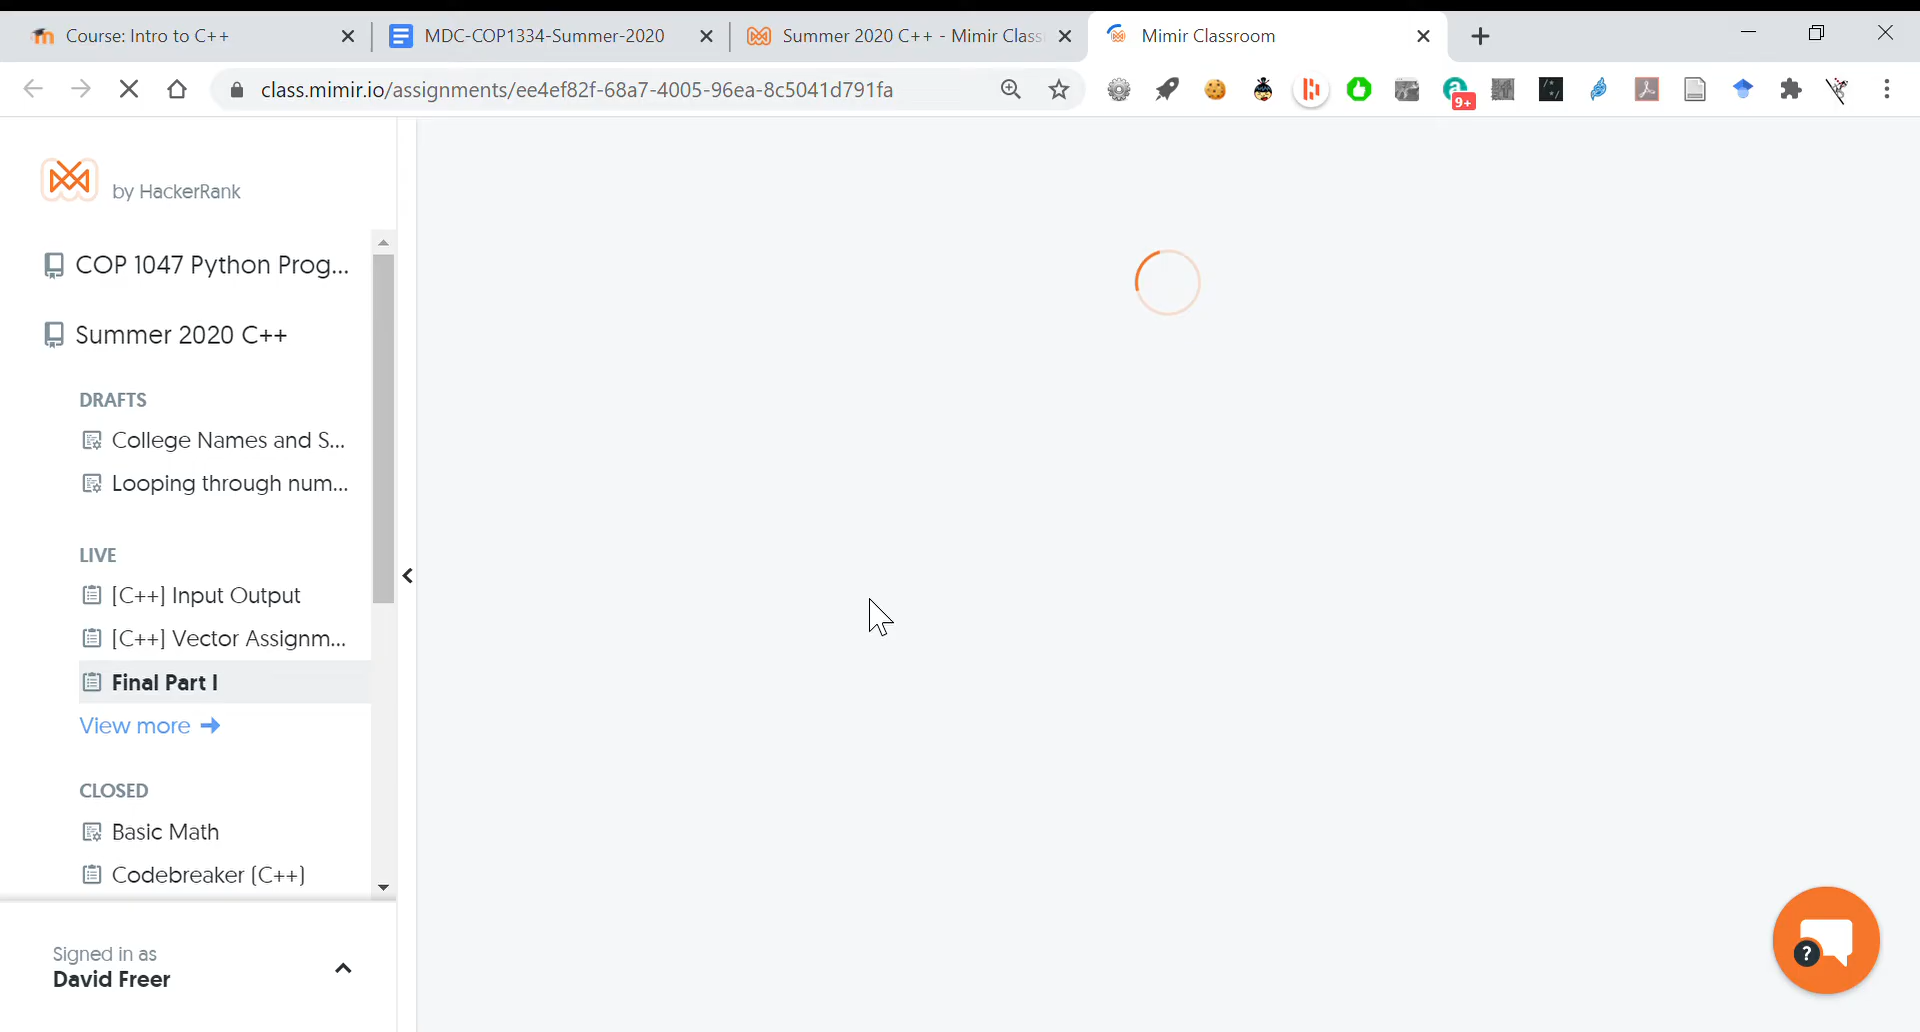 Course: Intro to C++
MDC-COP1334-Summer-2020
Summer 2020 C++ - Mimir Class
Mimir Classroom
class.mimir.io/assignments/ee4ef82f-68a7-4005-96ea-8c5041d791fa
9+
by HackerRank
COP 1047 Python Prog...
Summer 2020 C++
DRAFTS
College Names and S...
Looping through num...
LIVE
[C++] Input Output
[C++] Vector Assignm...
Final Part I
View more
CLOSED
Basic Math
Codebreaker (C++)
Signed in as
David Freer
?